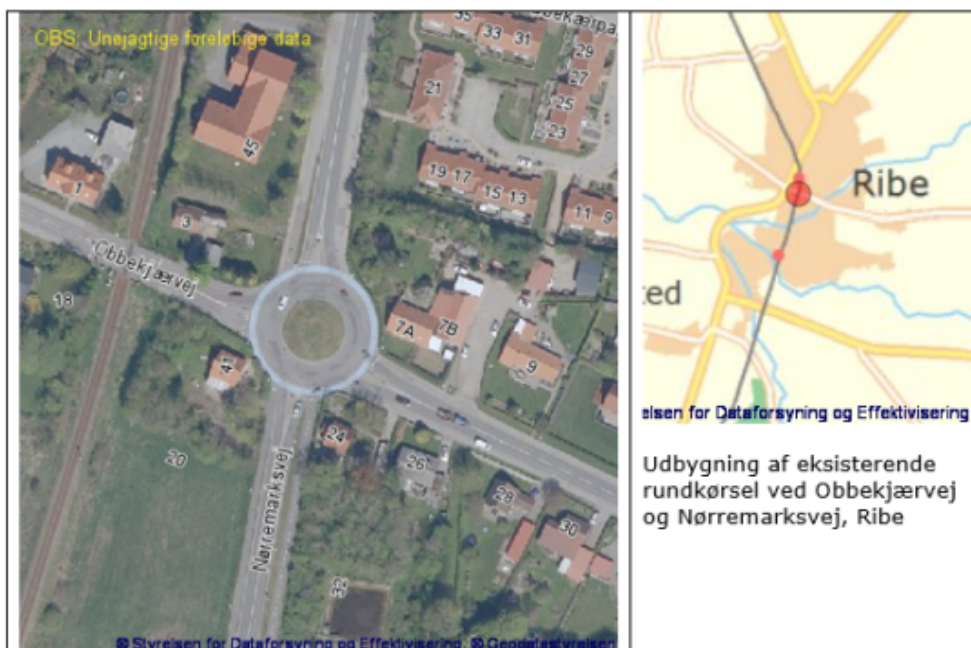 OBS: Unøjagtige foreløbige data
35
33
31
29
27
25
23
21
45
19
17
15
13
11
9
1
3
Obbekjærvej
18
7A
7B
9
41
24
26
28
30
20
32
Nørremarksvej
© Styrelsen for Dataforsyning og Effektivisering, © Geodatastyrelsen
Ribe
ted
elsen for Dataforsyning og Effektivisering
Udbygning af eksisterende
rundkørsel ved Obbekjærvej
og Nørremarksvej, Ribe